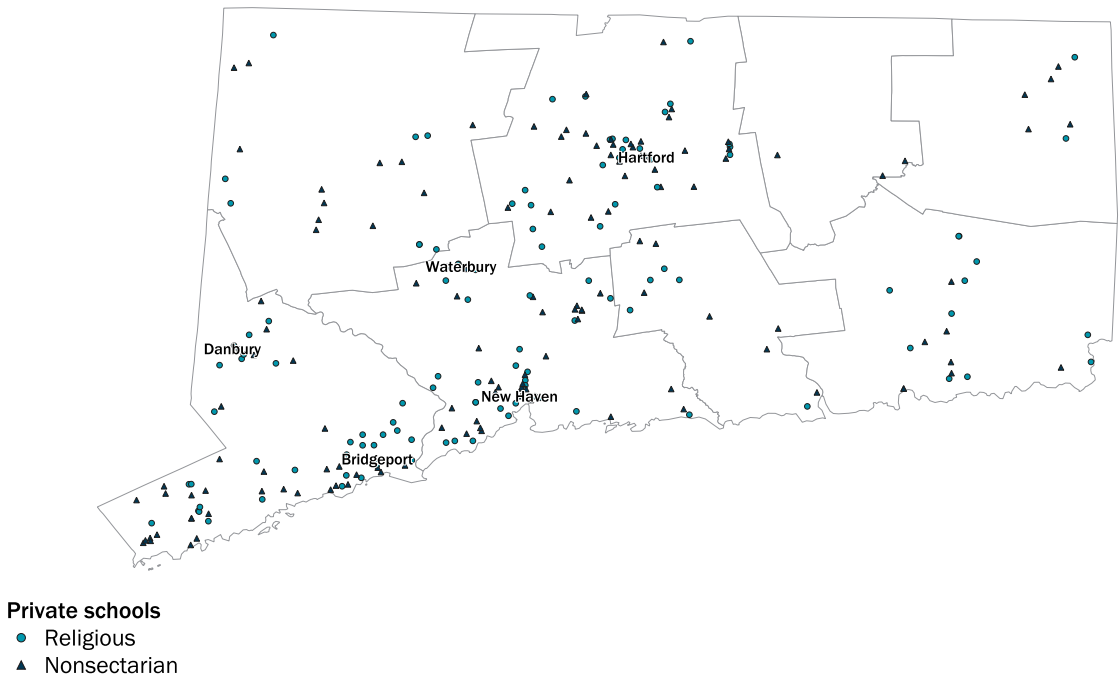 Hartford
Waterbury
Danbury
New Haven
Bridgeport
Private schools
Religious
Nonsectarian